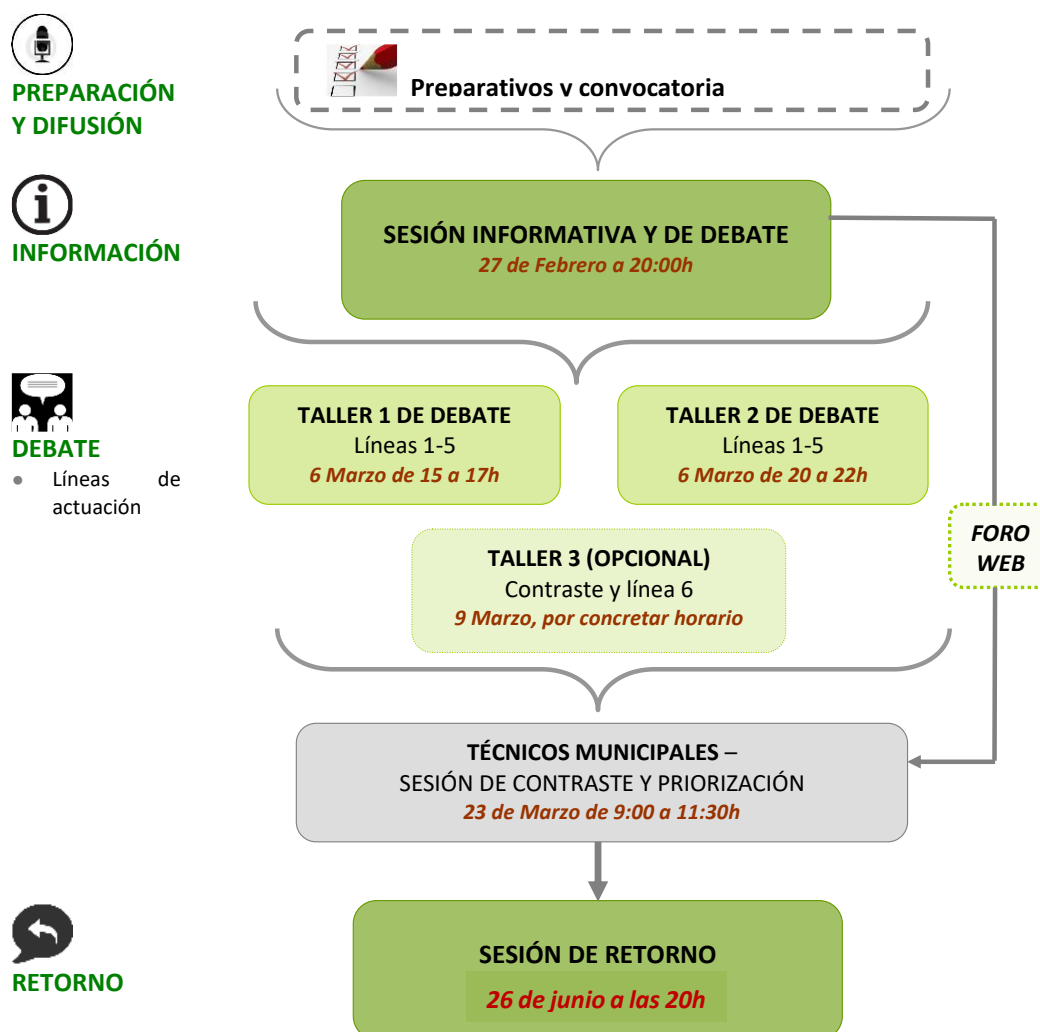 PREPARACIÓN
Y DIFUSIÓN
Preparativos y convocatoria
INFORMACIÓN
SESIÓN INFORMATIVA Y DE DEBATE
27 de Febrero a 20:00h
DEBATE
● Líneas de
actuación
TALLER 1 DE DEBATE
Líneas 1-5
6 Marzo de 15 a 17h
TALLER 2 DE DEBATE
Líneas 1-5
6 Marzo de 20 a 22h
FORO
WEB
TALLER 3 (OPCIONAL)
Contraste y línea 6
9 Marzo, por concretar horario
TÉCNICOS MUNICIPALES –
SESIÓN DE CONTRASTE Y PRIORIZACIÓN
23 de Marzo de 9:00 a 11:30h
RETORNO
SESIÓN DE RETORNO
26 de junio a las 20h